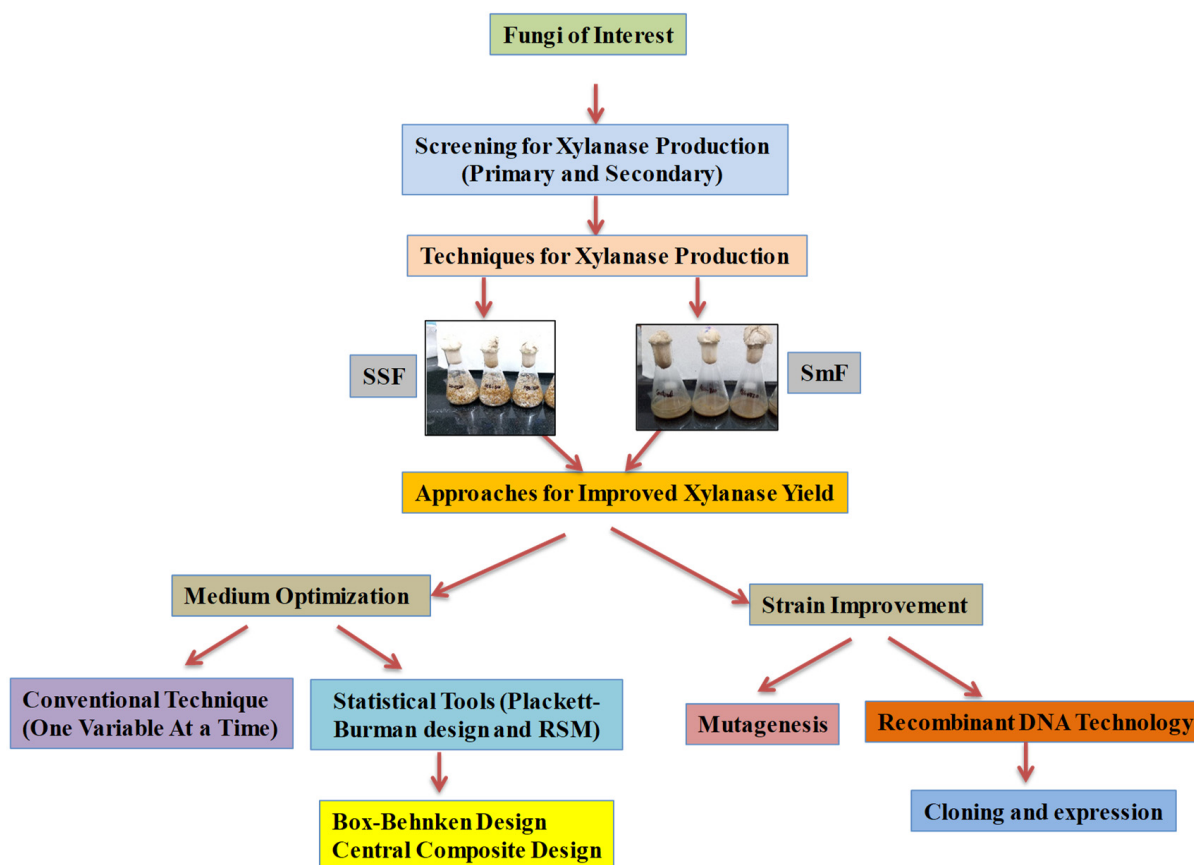 Fungi of Interest
Screening for Xylanase Production
(Primary and Secondary)
Techniques for Xylanase Production
SSF
SmF
Approaches for Improved Xylanase Yield
Medium Optimization
Strain Improvement
Conventional Technique
(One Variable At a Time)
Statistical Tools (Plackett-
Burman design and RSM)
Mutagenesis
Recombinant DNA Technology
Box-Behnken Design
Central Composite Design
Cloning and expression